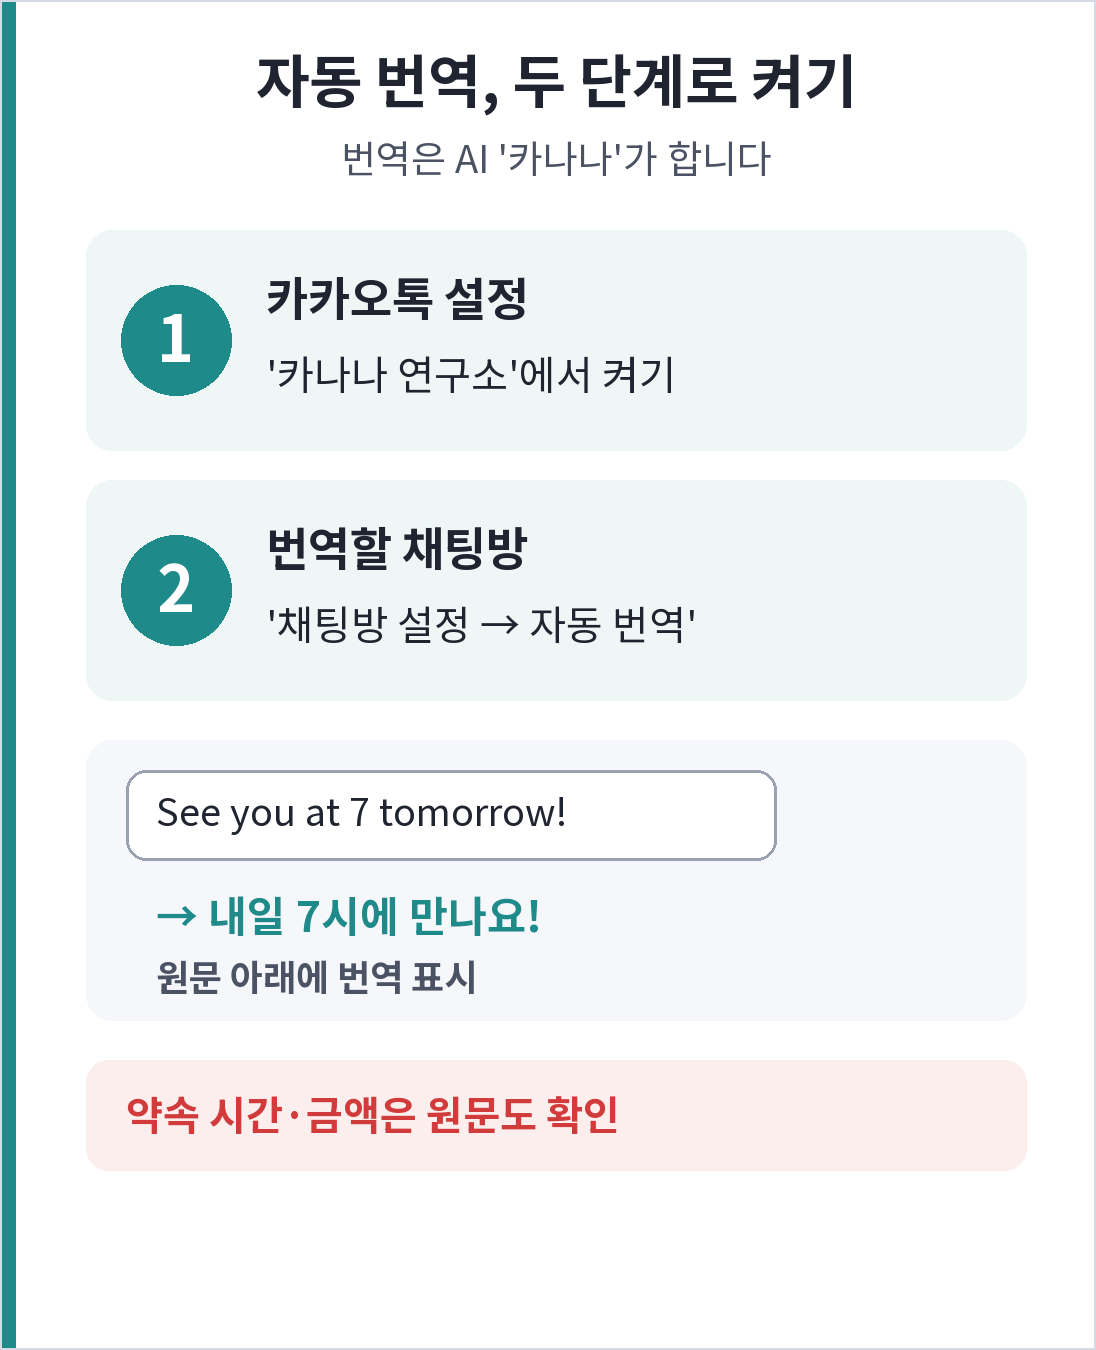 자동 번역, 두 단계로 켜기
번역은 AI '카나나'가 합니다
1
카카오톡 설정
'카나나 연구소'에서 켜기
2
번역할 채팅방
'채팅방 설정 → 자동 번역'
See you at 7 tomorrow!
→ 내일 7시에 만나요!
원문 아래에 번역 표시
약속 시간·금액은 원문도 확인